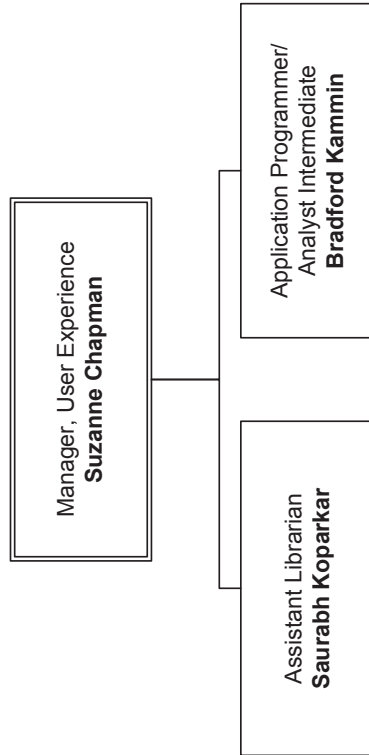 Manager, User Experience
Suzanne Chapman
Assistant Librarian
Saurabh Koparkar
Application Programmer/
Analyst Intermediate
Bradford Kammin